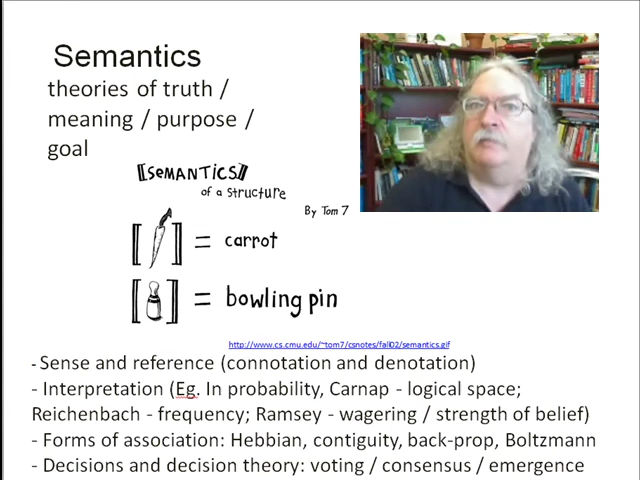 Semantics
theories of truth /
meaning / purpose /
goal
⟦SEMANTICS⟧
of a structure
By Tom 7
[ ] = carrot
[ ] = bowling pin
http://www.cs.cmu.edu/~tom7/csnotes/fall02/semantics.gif
- Sense and reference (connotation and denotation)
- Interpretation (Eg. In probability, Carnap - logical space;
Reichenbach - frequency; Ramsey - wagering / strength of belief)
- Forms of association: Hebbian, contiguity, back-prop, Boltzmann
- Decisions and decision theory: voting / consensus / emergence